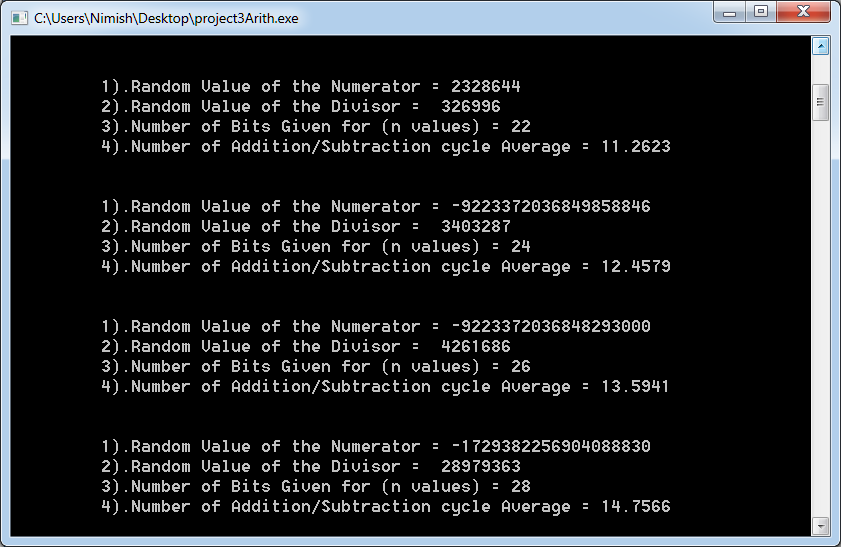 C:\Users\Nimish\Desktop\project3Arith.exe
1).Random Value of the Numerator = 2328644
2).Random Value of the Divisor =  326996
3).Number of Bits Given for (n values) = 22
4).Number of Addition/Subtraction cycle Average = 11.2623
1).Random Value of the Numerator = -9223372036849858846
2).Random Value of the Divisor =  3403287
3).Number of Bits Given for (n values) = 24
4).Number of Addition/Subtraction cycle Average = 12.4579
1).Random Value of the Numerator = -9223372036848293000
2).Random Value of the Divisor =  4261686
3).Number of Bits Given for (n values) = 26
4).Number of Addition/Subtraction cycle Average = 13.5941
1).Random Value of the Numerator = -1729382256904088830
2).Random Value of the Divisor =  28979363
3).Number of Bits Given for (n values) = 28
4).Number of Addition/Subtraction cycle Average = 14.7566